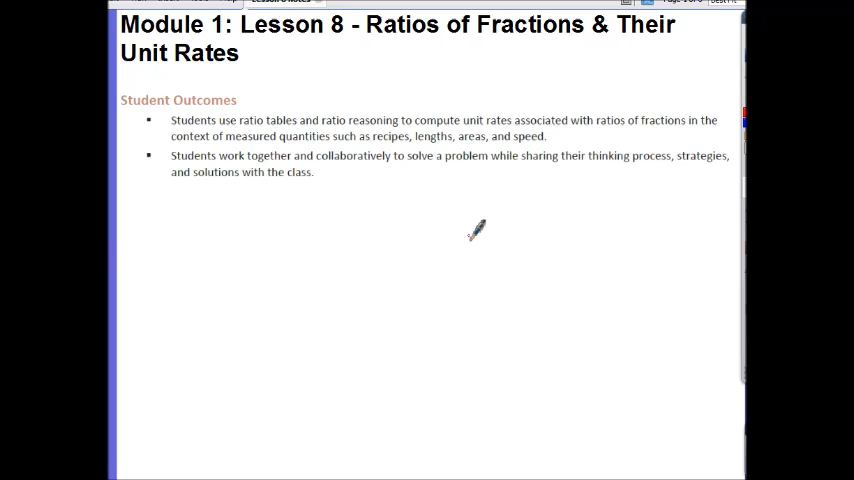 Module 1: Lesson 8 - Ratios of Fractions & Their
Unit Rates
Student Outcomes
▪ Students use ratio tables and ratio reasoning to compute unit rates associated with ratios of fractions in the
context of measured quantities such as recipes, lengths, areas, and speed.
▪ Students work together and collaboratively to solve a problem while sharing their thinking process, strategies,
and solutions with the class.